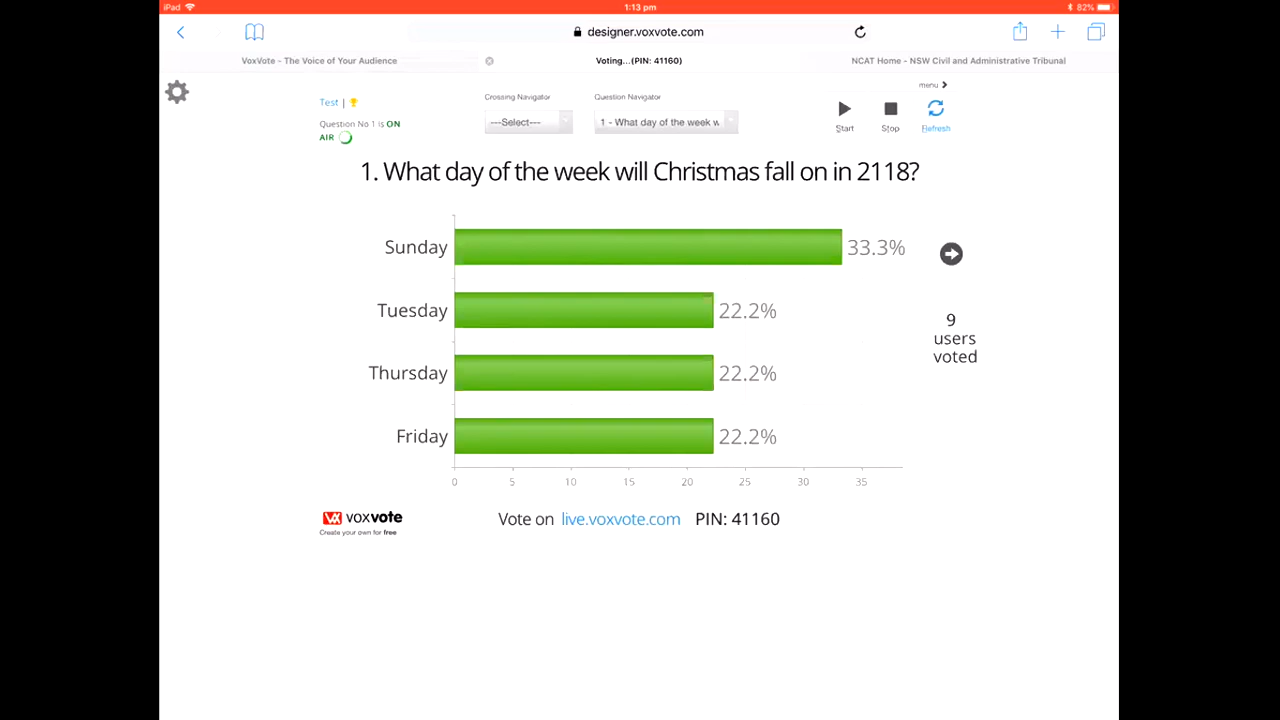 iPad 1:13 pm 82%
designer.voxvote.com
VoxVote - The Voice of Your Audience Voting...(PIN: 41160) NCAT Home - NSW Civil and Administrative Tribunal
menu
Test | Crossing Navigator Question Navigator
Question No 1 is ON
AIR
---Select--- 1 - What day of the week w
Start Stop Refresh
1. What day of the week will Christmas fall on in 2118?
Sunday 33.3%
Tuesday 22.2%
9
users
voted
Thursday 22.2%
Friday 22.2%
0 5 10 15 20 25 30 35
voxvote Vote on live.voxvote.com PIN: 41160
Create your own for free